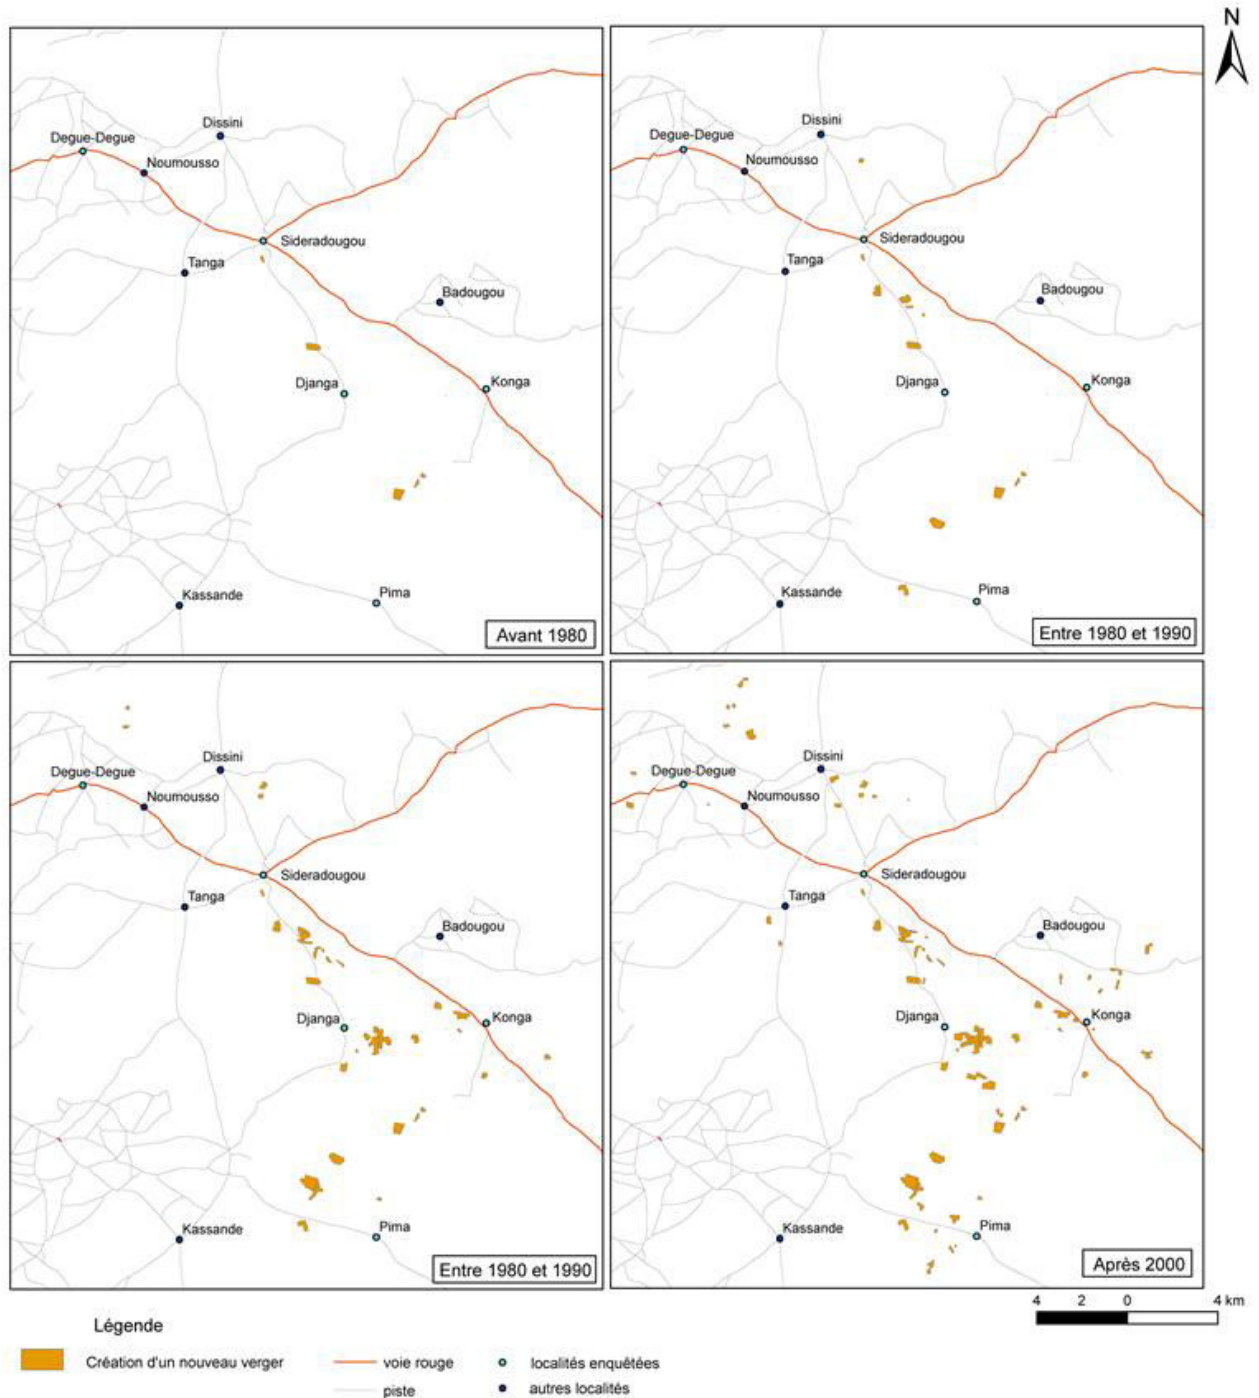 N
Dissini
Degue-Degue
Noumousso
Sideradougou
Tanga
Badougou
Djanga
Konga
Kassande
Pima
Avant 1980
Dissini
Degue-Degue
Noumousso
Sideradougou
Tanga
Badougou
Djanga
Konga
Kassande
Pima
Entre 1980 et 1990
Dissini
Degue-Degue
Noumousso
Sideradougou
Tanga
Badougou
Djanga
Konga
Kassande
Pima
Entre 1980 et 1990
Dissini
Degue-Degue
Noumousso
Sideradougou
Tanga
Badougou
Djanga
Konga
Kassande
Pima
Après 2000
4 2 0 4 km
Légende
Création d'un nouveau verger voie rouge localités enquêtées
piste autres localités